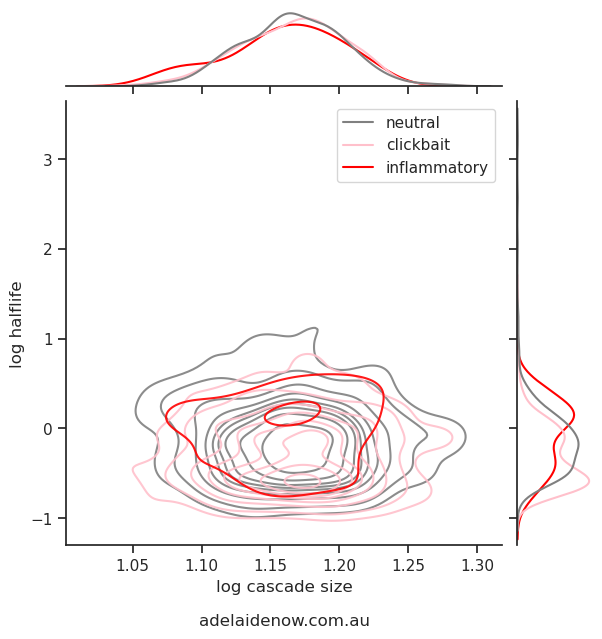 neutral
clickbait
inflammatory
3
2
1
0
−1
log halflife
1.05 1.10 1.15 1.20 1.25 1.30
log cascade size
adelaidenow.com.au